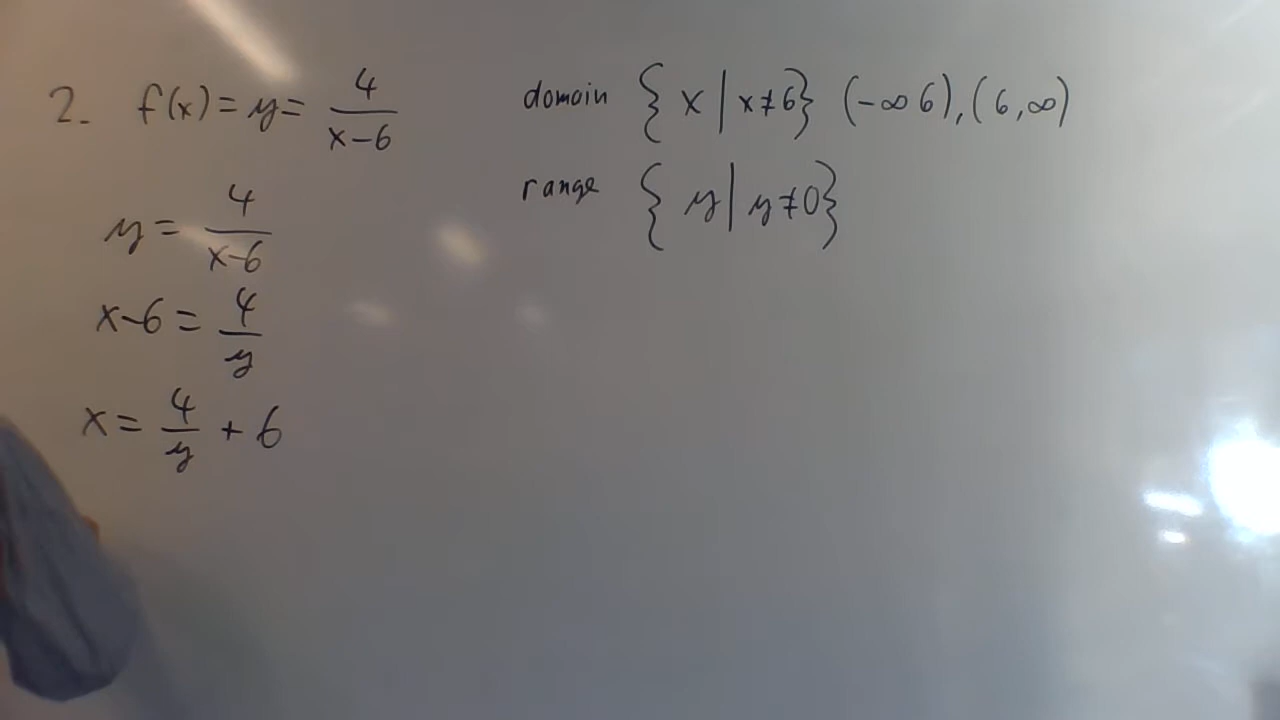 2. f(x) = y = 4/(x-6) domain {x | x≠6} (-∞ 6), (6, ∞)
range {y | y≠0}
y = 4/(x-6)
x-6 = 4/y
x = 4/y + 6